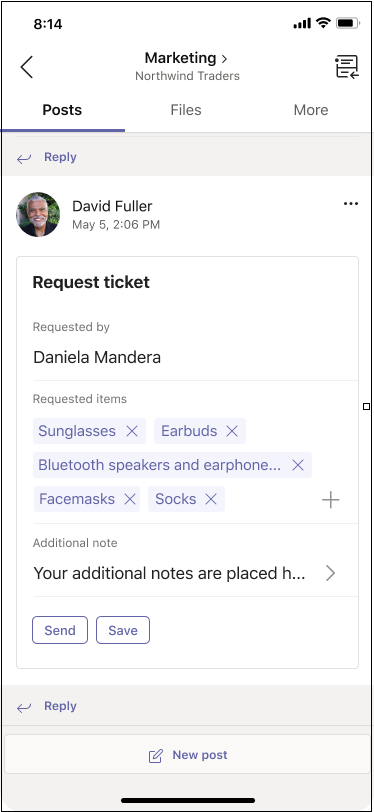 8:14
Marketing
Northwind Traders
Posts Files More
Reply
David Fuller
May 5, 2:06 PM
Request ticket
Requested by
Daniela Mandera
Requested items
Sunglasses Earbuds
Bluetooth speakers and earphone...
Facemasks Socks
Additional note
Your additional notes are placed h...
Send Save
Reply
New post